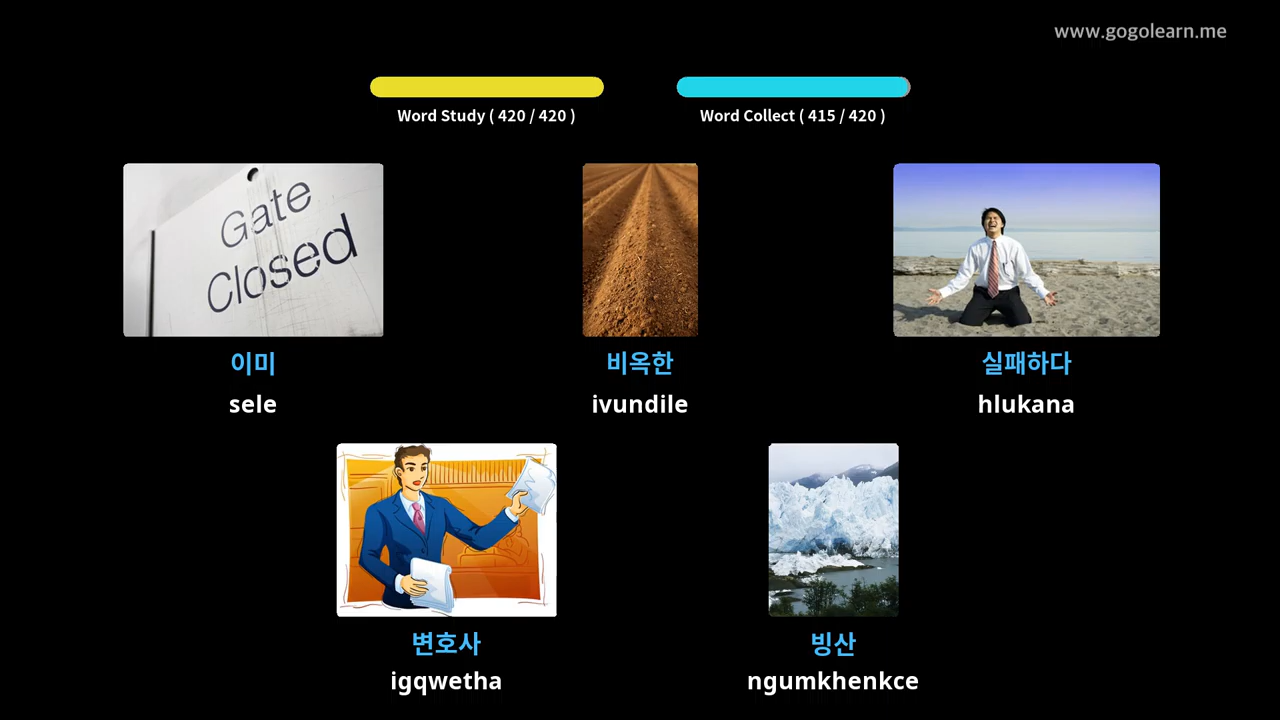 www.gogolearn.me
Word Study ( 420 / 420 )
Word Collect ( 415 / 420 )
Gate
Closed
이미
sele
비옥한
ivundile
실패하다
hlukana
변호사
igqwetha
빙산
ngumkhenkce